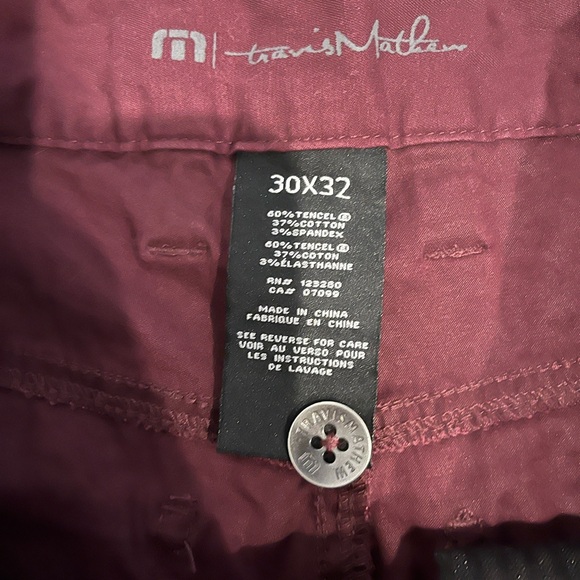 m | travisMathew
30X32
60%TENCEL®
37%COTTON
3%SPANDEX
60%TENCEL®
37%COTON
3%ÉLASTHANNE
RN# 123280
CA# 07099
MADE IN CHINA
FABRIQUE EN CHINE
SEE REVERSE FOR CARE
VOIR AU VERSO POUR
LES INSTRUCTIONS
DE LAVAGE
TRAVISMATHEW